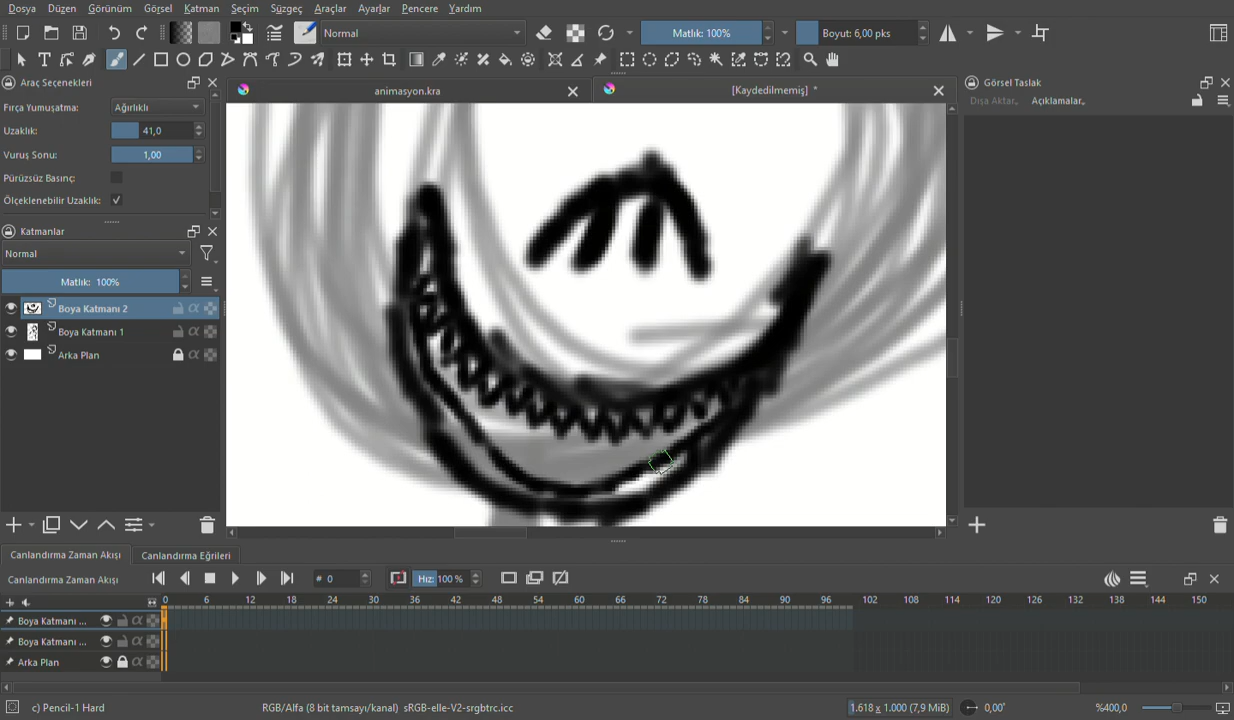 Dosya Düzen Görünüm Görsel Katman Seçim Süzgeç Araçlar Ayarlar Pencere Yardım
Normal Matlık: 100% Boyut: 6,00 pks
Araç Seçenekleri
animasyon.kra
[Kaydedilmemiş] *
Görsel Taslak
Dışa Aktar.. Açıklamalar..
Fırça Yumuşatma: Ağırlıklı
Uzaklık: 41,0
Vuruş Sonu: 1,00
Pürüzsüz Basınç:
Ölçeklenebilir Uzaklık:
Katmanlar
Normal
Matlık: 100%
Boya Katmanı 2
Boya Katmanı 1
Arka Plan
Canlandırma Zaman Akışı Canlandırma Eğrileri
Canlandırma Zaman Akışı # 0 Hız: 100 %
0 6 12 18 24 30 36 42 48 54 60 66 72 78 84 90 96 102 108 114 120 126 132 138 144 150
Boya Katmanı ...
Boya Katmanı ...
Arka Plan
c) Pencil-1 Hard RGB/Alfa (8 bit tamsayı/kanal) sRGB-elle-V2-srgbtrc.icc 1.618 x 1.000 (7,9 MiB) 0,00° %400,0